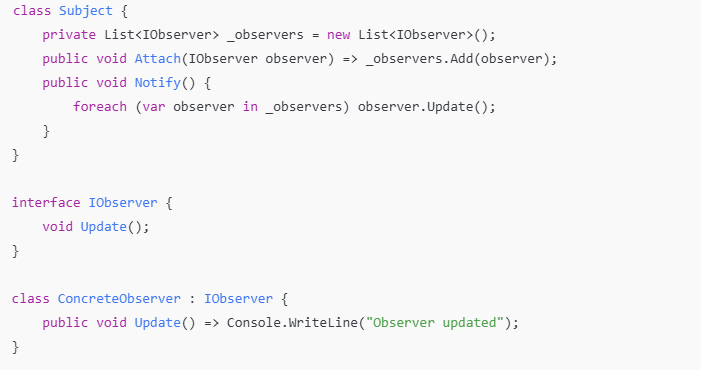 class Subject {
    private List<IObserver> _observers = new List<IObserver>();
    public void Attach(IObserver observer) => _observers.Add(observer);
    public void Notify() {
        foreach (var observer in _observers) observer.Update();
    }
}

interface IObserver {
    void Update();
}

class ConcreteObserver : IObserver {
    public void Update() => Console.WriteLine("Observer updated");
}